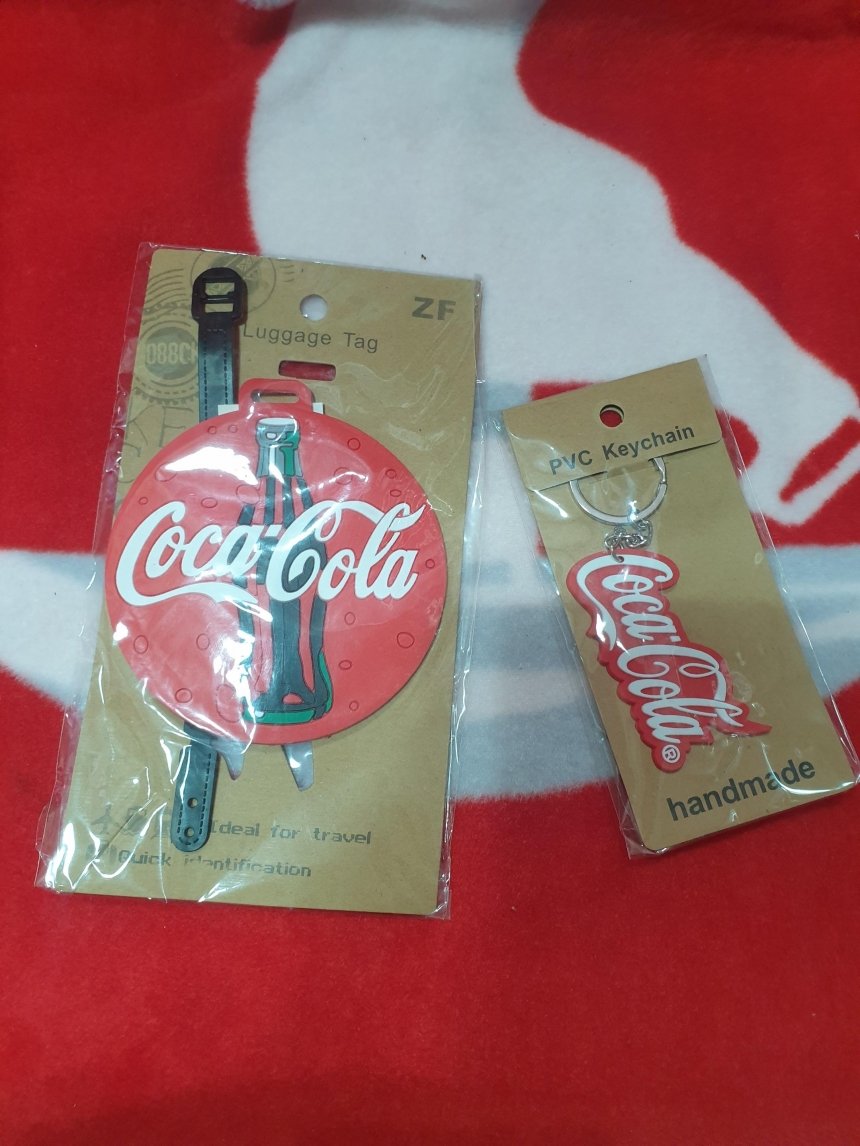 ZF
Luggage Tag
Coca-Cola
Ideal for travel
Quick identification
PVC Keychain
Coca-Cola®
handmade